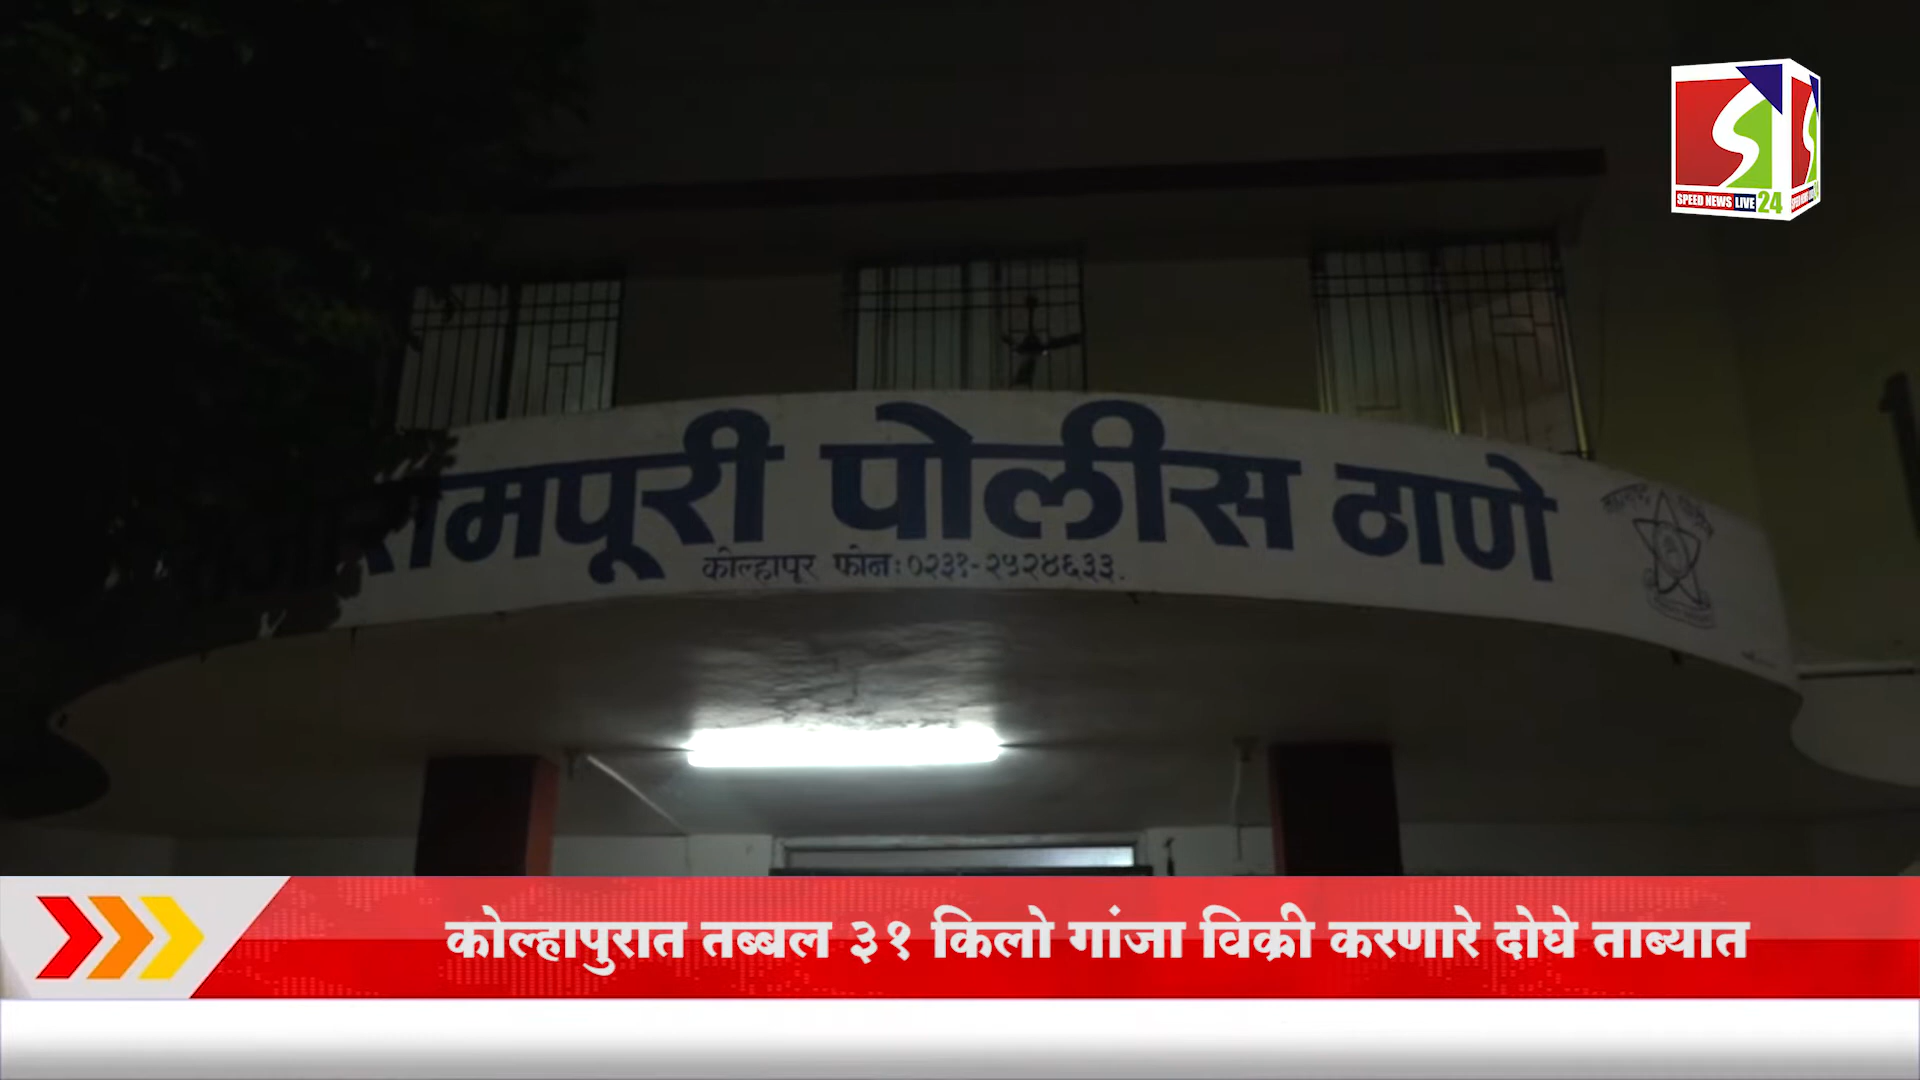 SPEED NEWS LIVE 24
रामपूरी पोलीस ठाणे
कोल्हापूर फोन:०२३१-२५२४६३३.
कोल्हापुरात तब्बल ३१ किलो गांजा विक्री करणारे दोघे ताब्यात